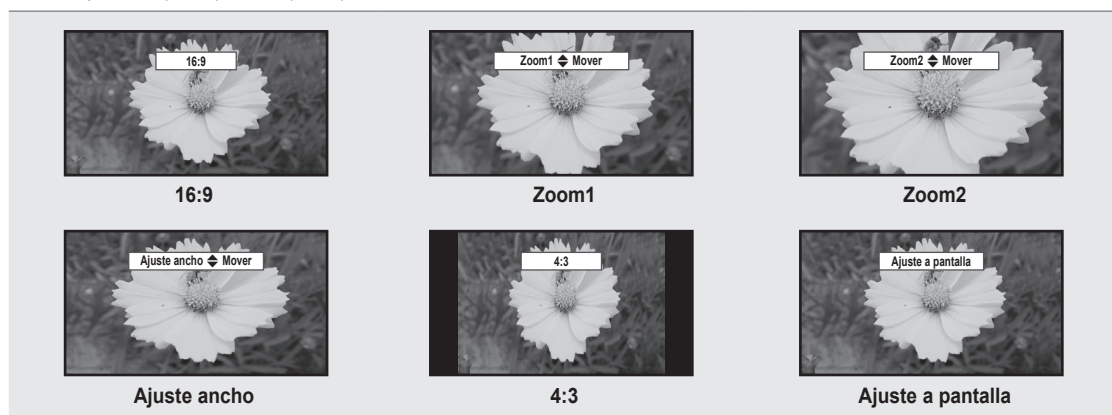 16:9
Zoom1 Mover
Zoom2 Mover
16:9
Zoom1
Zoom2
Ajuste ancho Mover
4:3
Ajuste a pantalla
Ajuste ancho
4:3
Ajuste a pantalla